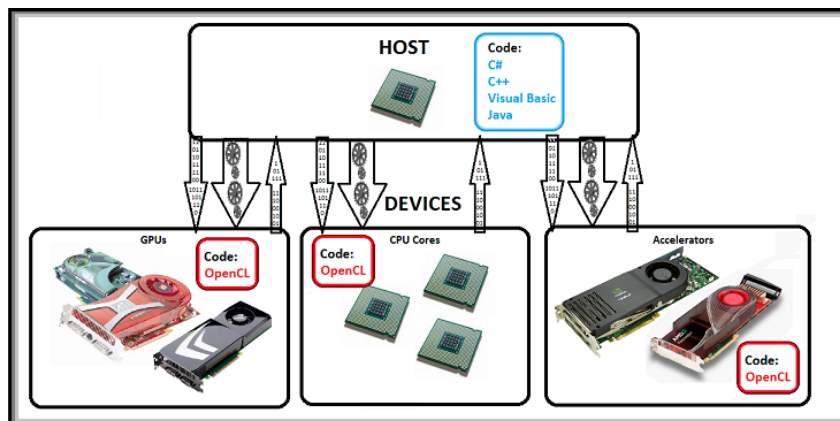 HOST
Code:
C#
C++
Visual Basic
Java
DEVICES
GPUs
Code:
OpenCL
CPU Cores
Code:
OpenCL
Accelerators
Code:
OpenCL